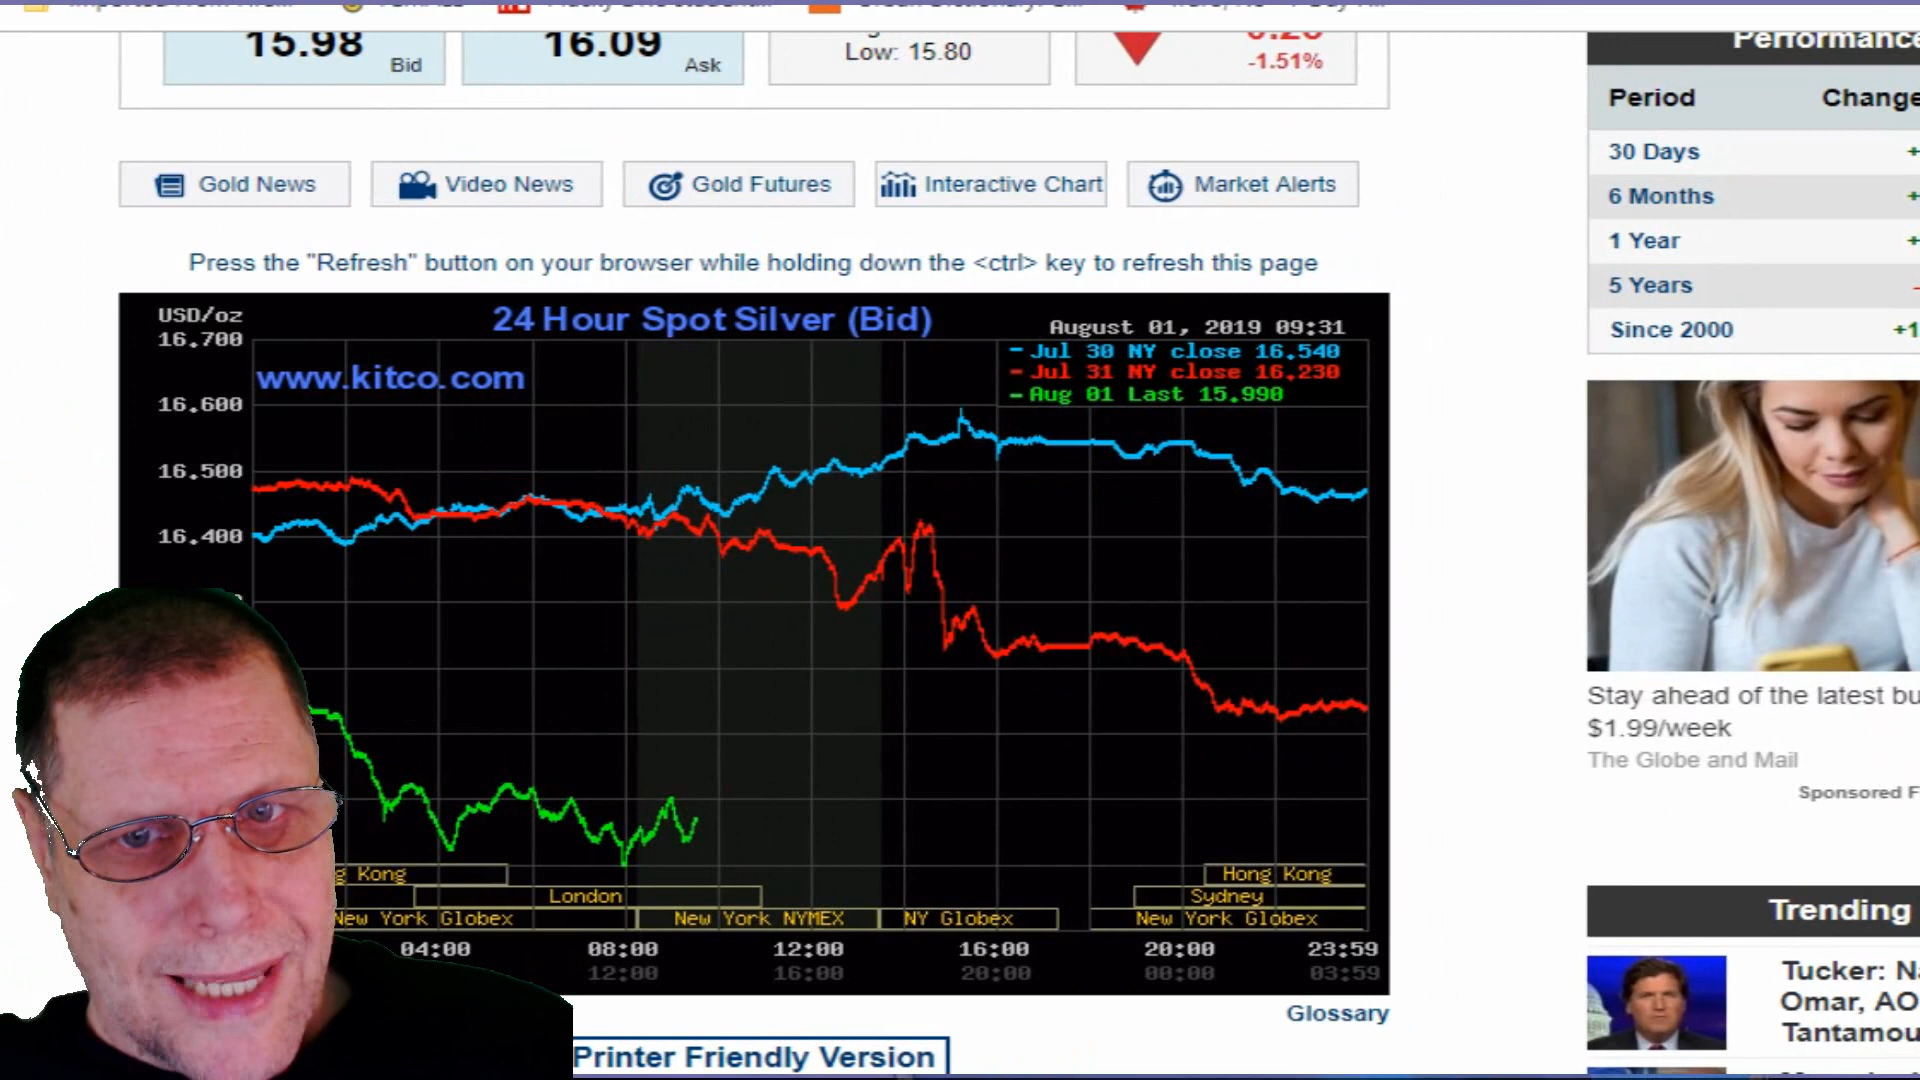 15.98
Bid
16.09
Ask
Low: 15.80
-1.51%
Performance
Period Change
30 Days +
6 Months +
1 Year +
5 Years -
Since 2000 +1
Gold News
Video News
Gold Futures
Interactive Chart
Market Alerts
Press the "Refresh" button on your browser while holding down the <ctrl> key to refresh this page
USD/oz
24 Hour Spot Silver (Bid)
August 01, 2019 09:31
www.kitco.com
Jul 30 NY close 16.540
Jul 31 NY close 16.230
Aug 01 Last 15.990
16.700
16.600
16.500
16.400
g Kong
Hong Kong
London
Sydney
New York Globex
New York NYMEX
NY Globex
New York Globex
04:00 08:00 12:00 16:00 20:00 23:59
12:00 16:00 20:00 00:00 03:59
Glossary
Printer Friendly Version
Stay ahead of the latest bu
$1.99/week
The Globe and Mail
Sponsored F
Trending
Tucker: Na
Omar, AO
Tantamou